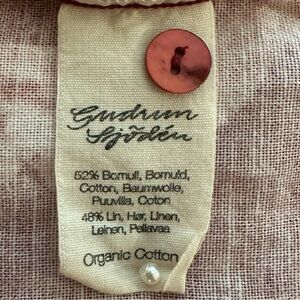 Gudrun
Sjödén
52% Bomull, Bomuld,
Cotton, Baumwolle,
Puuvilla, Coton
48% Lin, Hør, Linen,
Leinen, Pellavaa
Organic Cotton